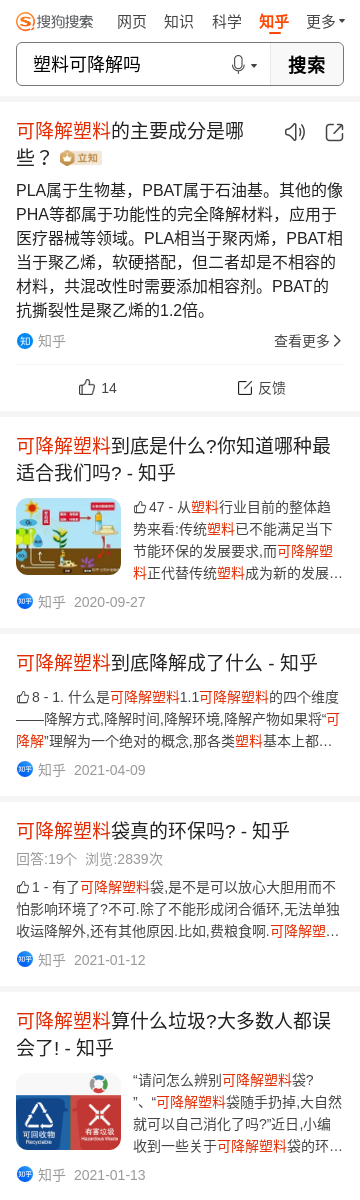 搜狗搜索 网页 知识 科学 知乎 更多
塑料可降解吗 搜索
可降解塑料的主要成分是哪
些？ 立知
PLA属于生物基，PBAT属于石油基。其他的像
PHA等都属于功能性的完全降解材料，应用于
医疗器械等领域。PLA相当于聚丙烯，PBAT相
当于聚乙烯，软硬搭配，但二者却是不相容的
材料，共混改性时需要添加相容剂。PBAT的
抗撕裂性是聚乙烯的1.2倍。
知 知乎 查看更多
14 反馈
可降解塑料到底是什么?你知道哪种最
适合我们吗? - 知乎
47 - 从塑料行业目前的整体趋
势来看:传统塑料已不能满足当下
节能环保的发展要求,而可降解塑
料正代替传统塑料成为新的发展…
知乎 知乎 2020-09-27
可降解塑料到底降解成了什么 - 知乎
8 - 1. 什么是可降解塑料1.1可降解塑料的四个维度
——降解方式,降解时间,降解环境,降解产物如果将“可
降解”理解为一个绝对的概念,那各类塑料基本上都…
知乎 知乎 2021-04-09
可降解塑料袋真的环保吗? - 知乎
回答:19个 浏览:2839次
1 - 有了可降解塑料袋,是不是可以放心大胆用而不
怕影响环境了?不可.除了不能形成闭合循环,无法单独
收运降解外,还有其他原因.比如,费粮食啊.可降解塑…
知乎 知乎 2021-01-12
可降解塑料算什么垃圾?大多数人都误
会了! - 知乎
可回收物
Recyclable
有害垃圾
Hazardous Waste
“请问怎么辨别可降解塑料袋?
”、“可降解塑料袋随手扔掉,大自然
就可以自己消化了吗?”近日,小编
收到一些关于可降解塑料袋的环…
知乎 知乎 2021-01-13